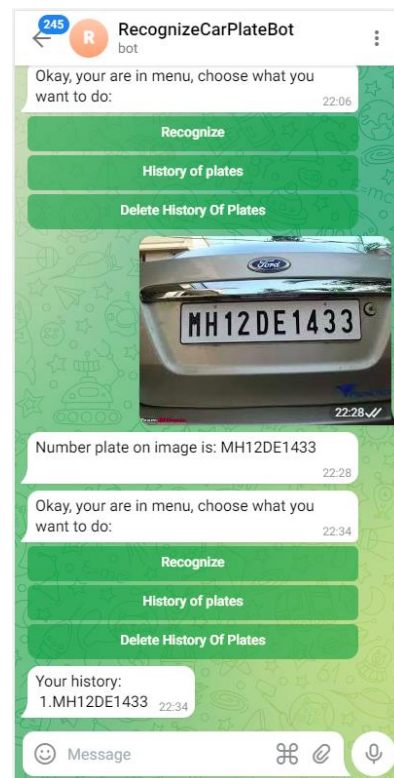 245
R
RecognizeCarPlateBot
bot
Okay, your are in menu, choose what you
want to do:
22:06
Recognize
History of plates
Delete History Of Plates
Ford
MH12DE1433
22:28
Number plate on image is: MH12DE1433
22:28
Okay, your are in menu, choose what you
want to do:
22:34
Recognize
History of plates
Delete History Of Plates
Your history:
1.MH12DE1433
22:34
Message